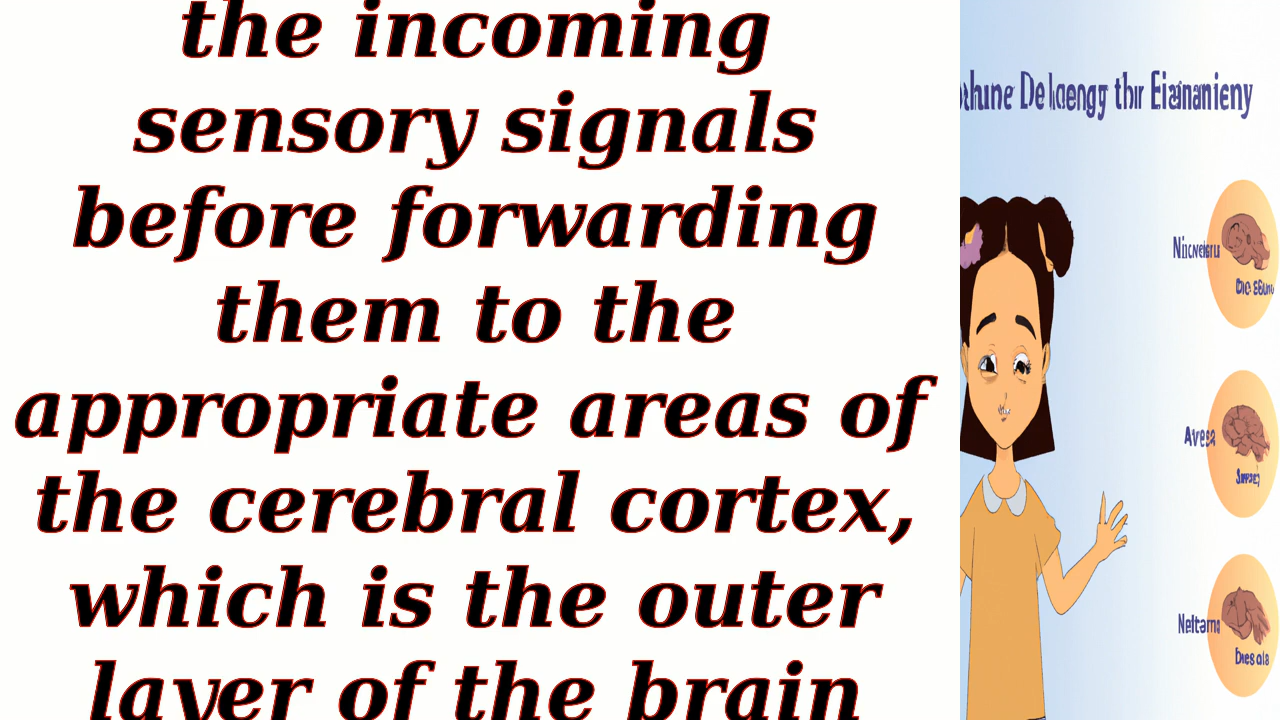 the incoming
sensory signals
before forwarding
them to the
appropriate areas of
the cerebral cortex,
which is the outer
layer of the brain